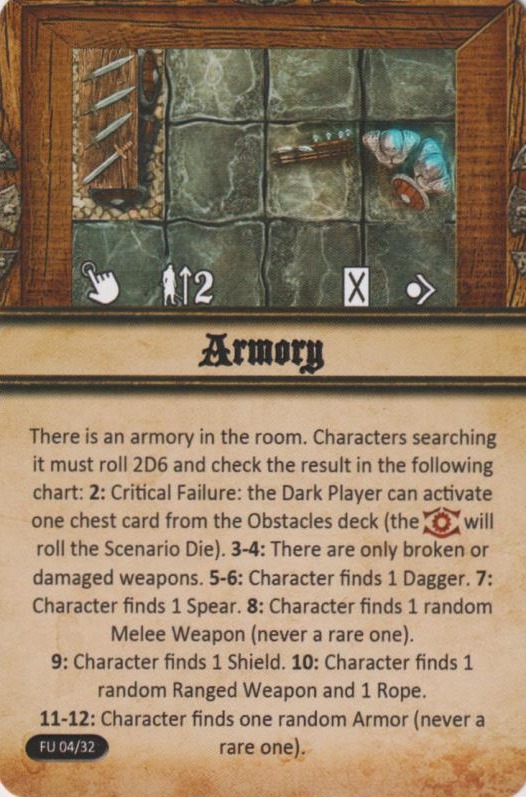 2
X
Armory
There is an armory in the room. Characters searching
it must roll 2D6 and check the result in the following
chart: 2: Critical Failure: the Dark Player can activate
one chest card from the Obstacles deck (the will
roll the Scenario Die). 3-4: There are only broken or
damaged weapons. 5-6: Character finds 1 Dagger. 7:
Character finds 1 Spear. 8: Character finds 1 random
Melee Weapon (never a rare one).
9: Character finds 1 Shield. 10: Character finds 1
random Ranged Weapon and 1 Rope.
11-12: Character finds one random Armor (never a
rare one).
FU 04/32